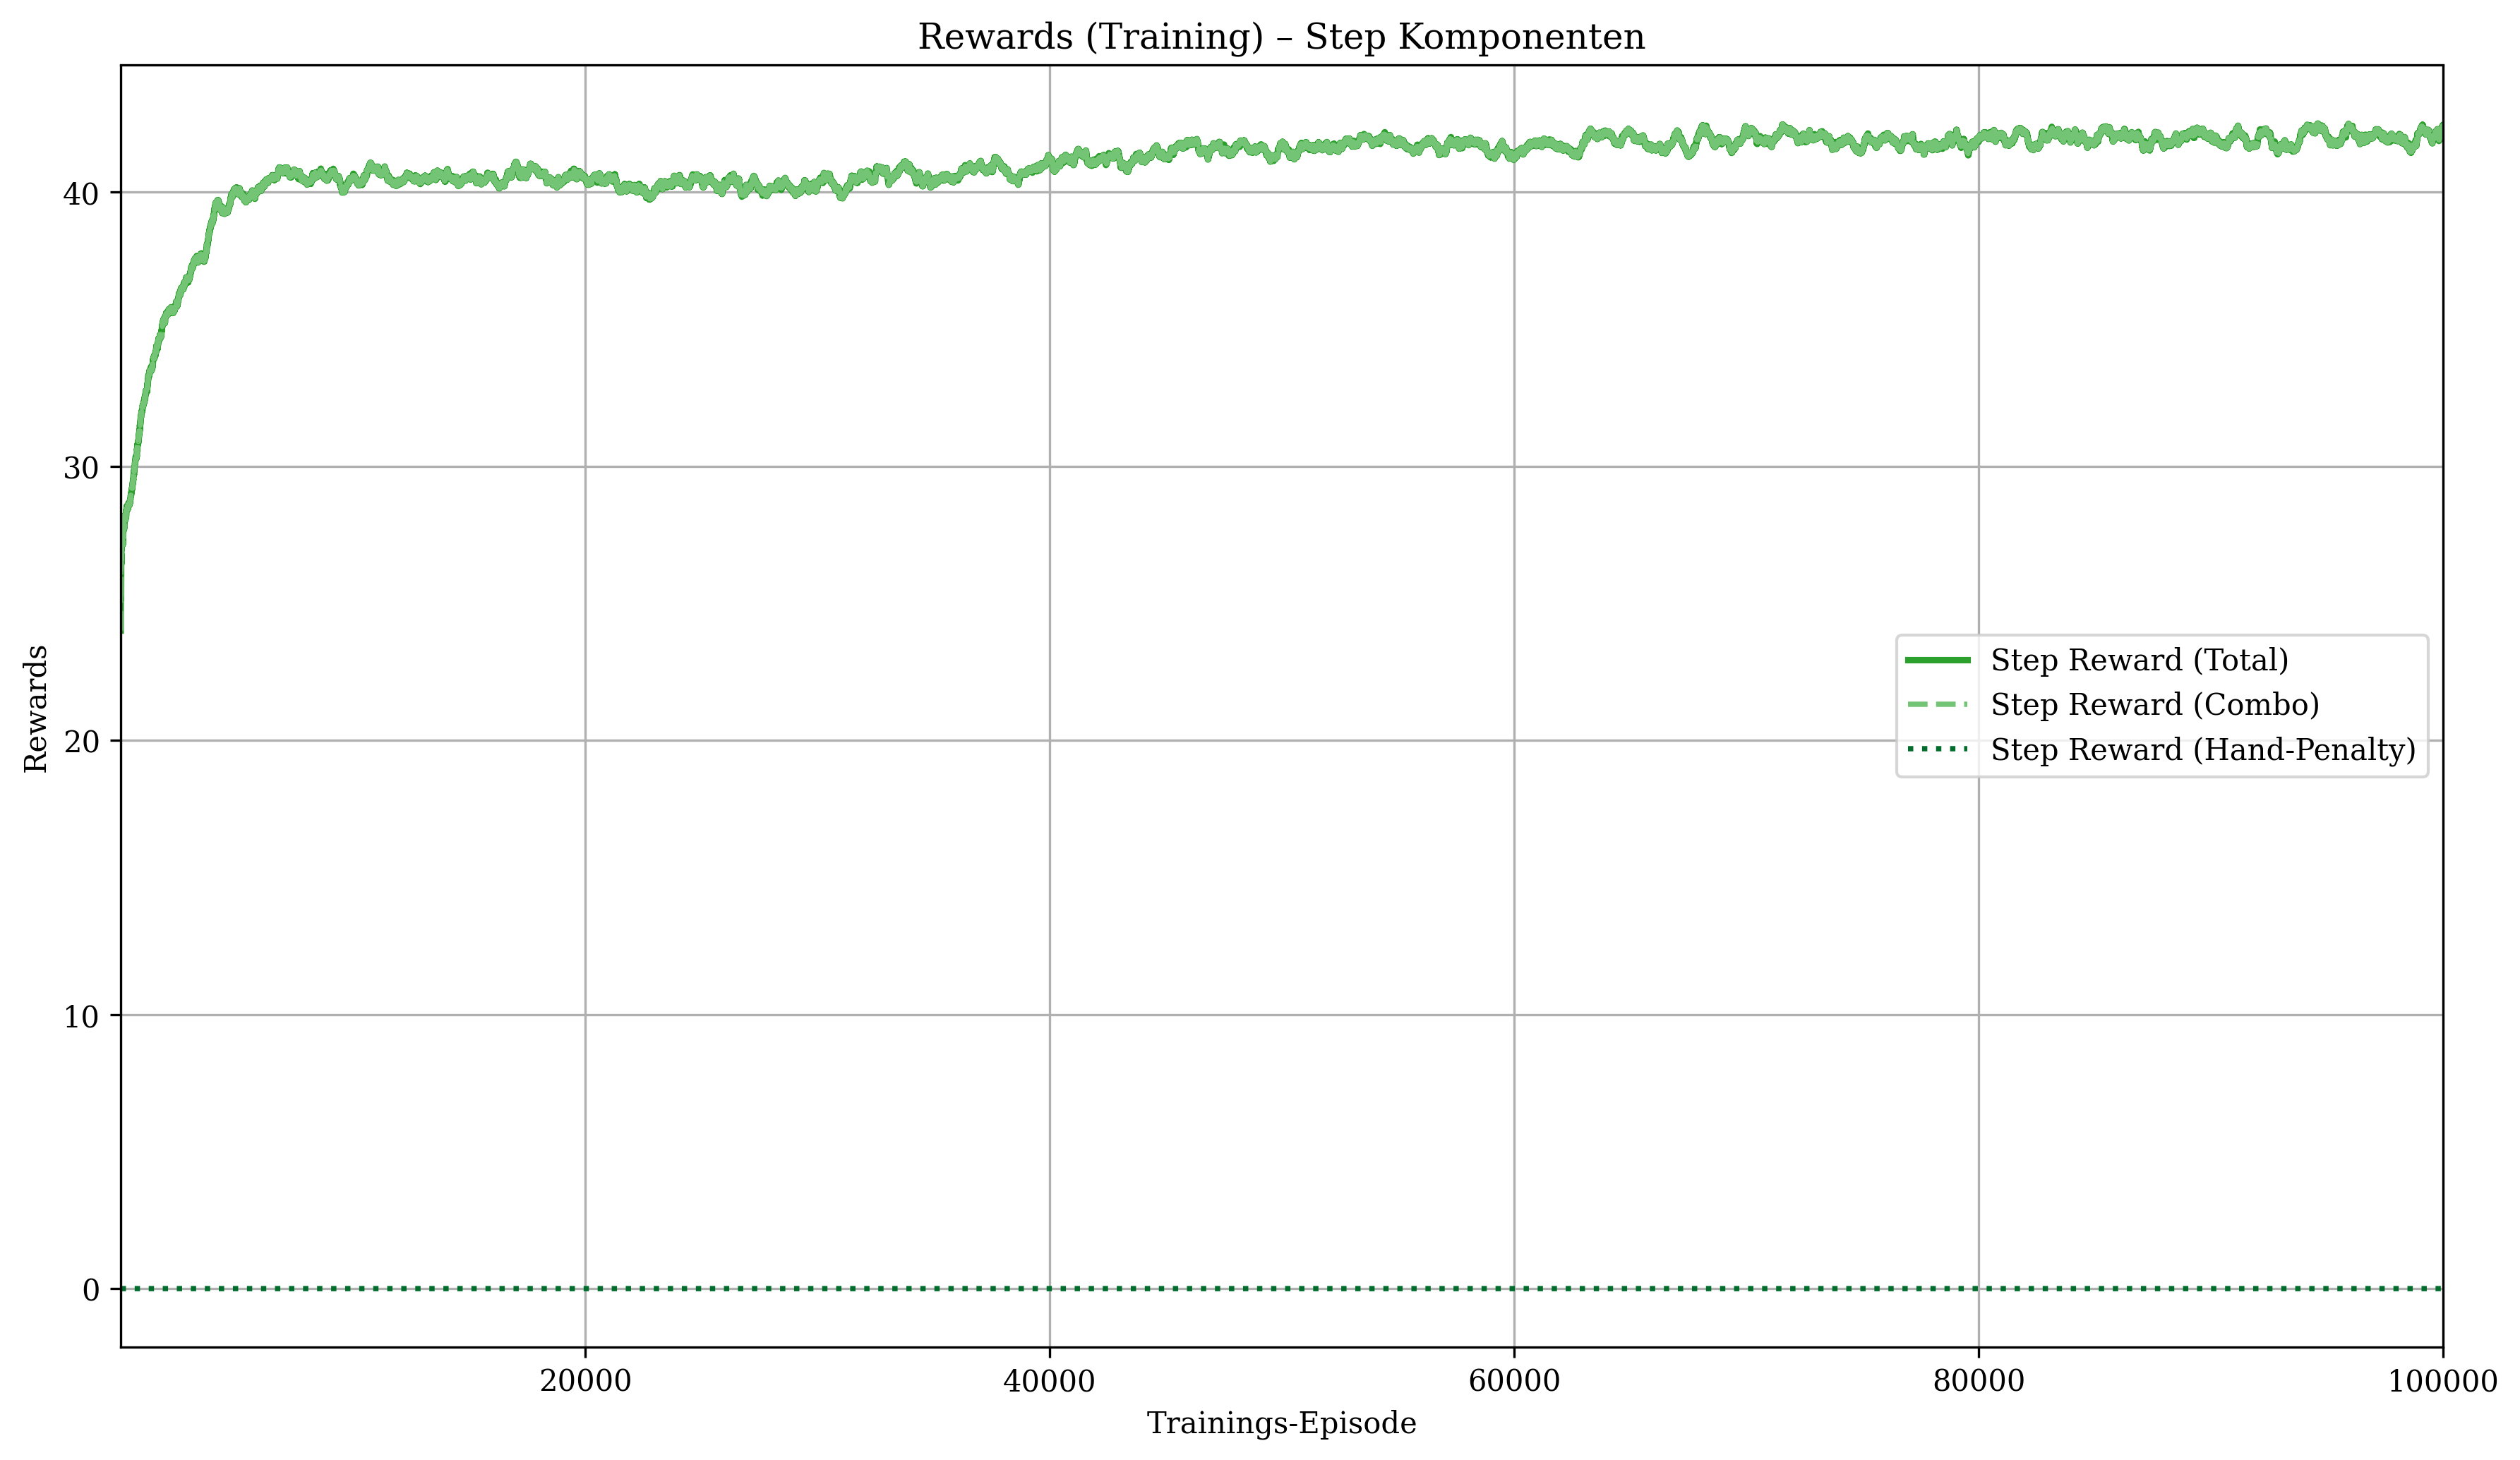 Rewards (Training) – Step Komponenten
Rewards
40
30
20
10
0
Step Reward (Total)
Step Reward (Combo)
Step Reward (Hand-Penalty)
20000
40000
60000
80000
100000
Trainings-Episode